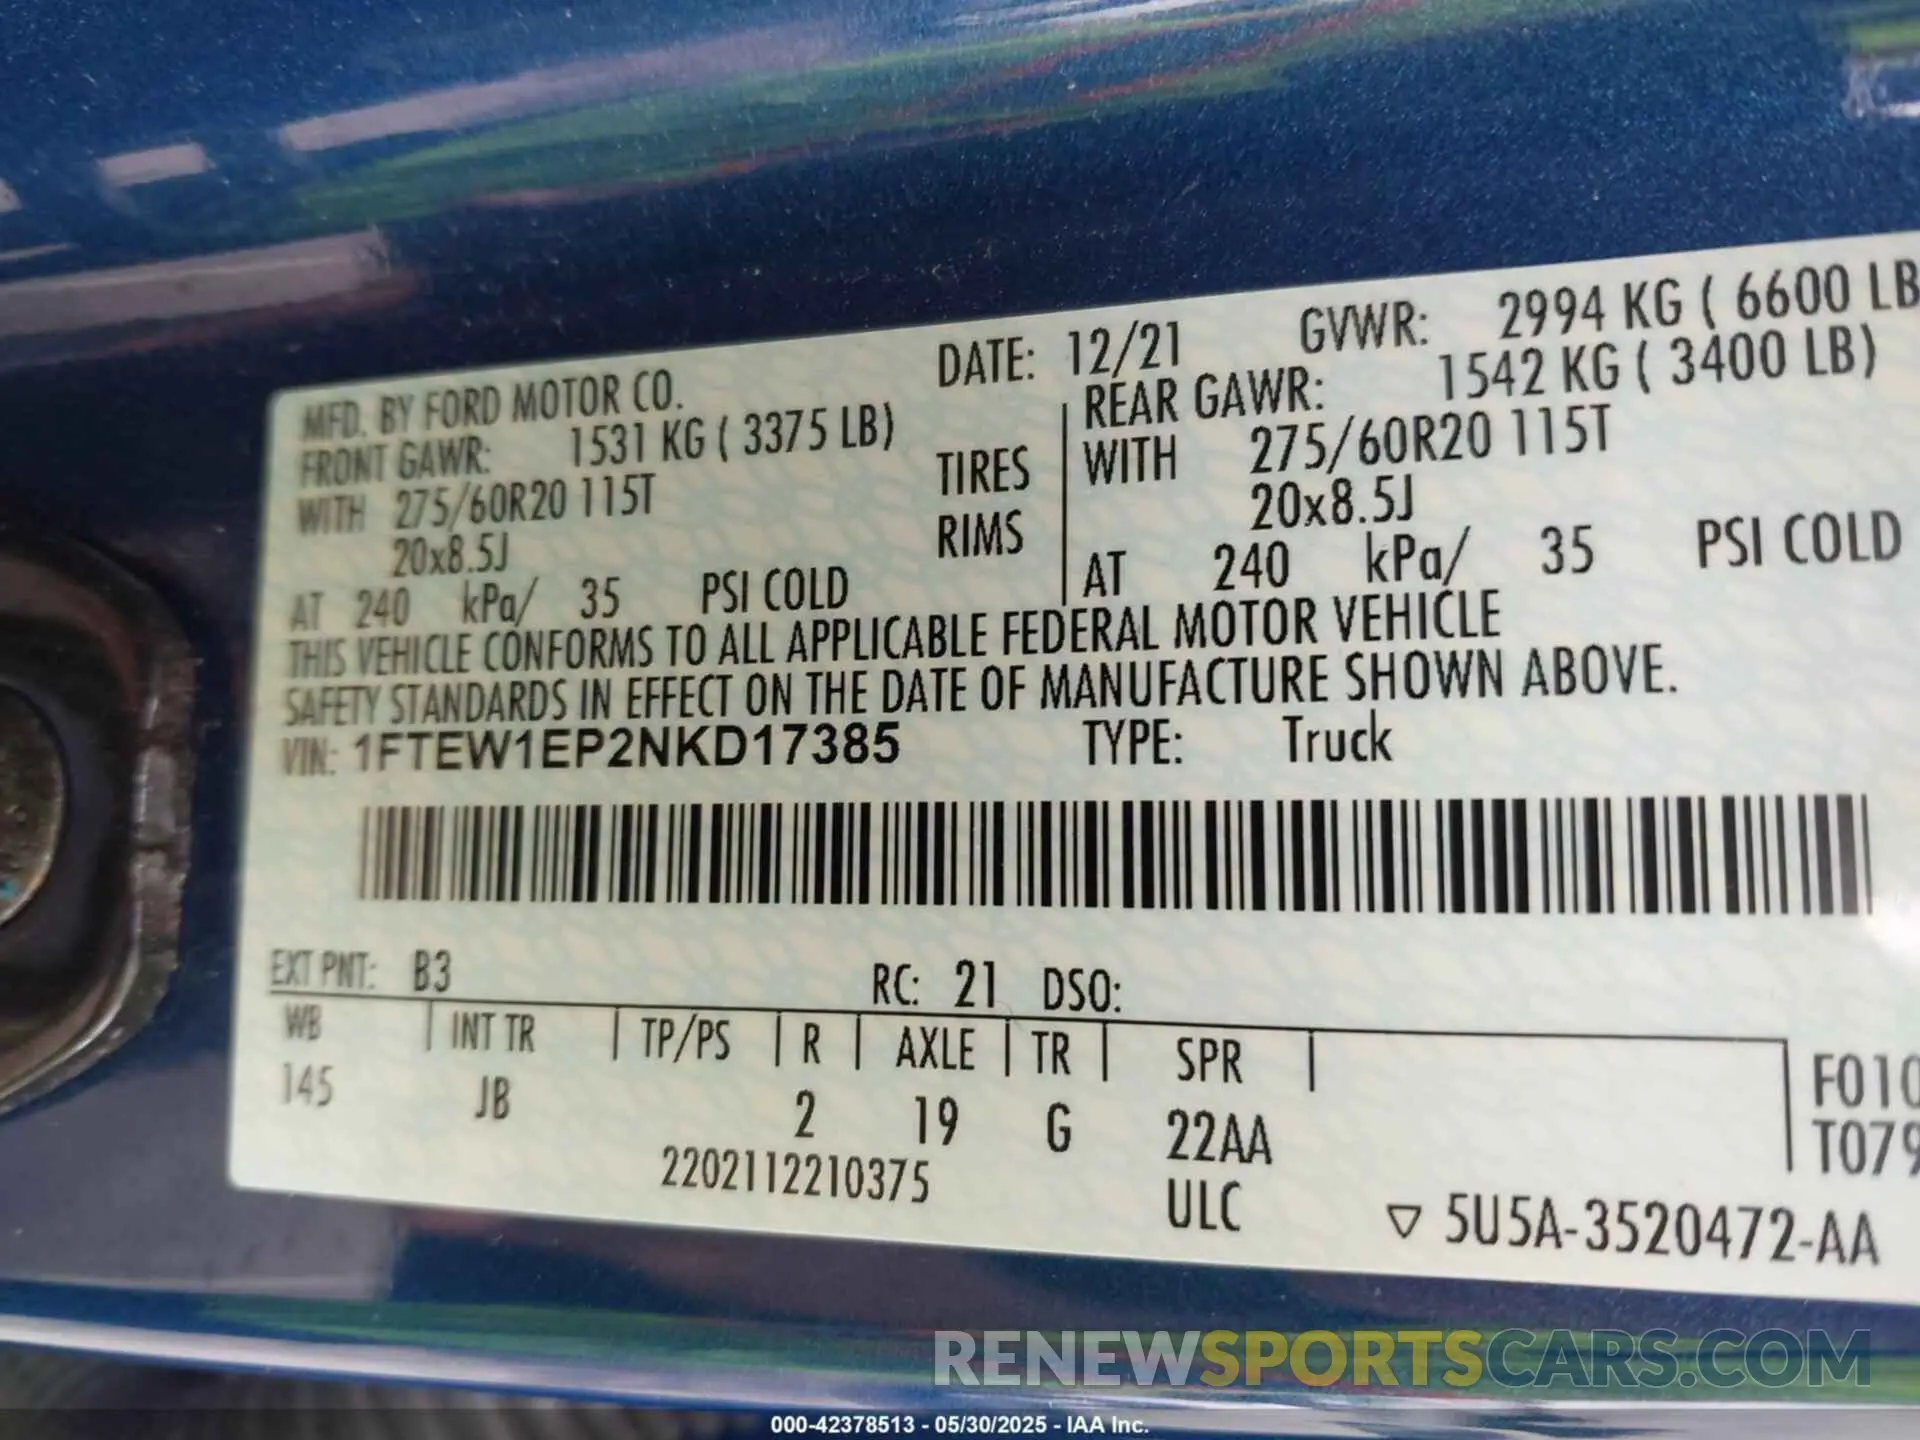 MFD. BY FORD MOTOR CO. DATE: 12/21 GVWR: 2994 KG ( 6600 LB
FRONT GAWR: 1531 KG ( 3375 LB) REAR GAWR: 1542 KG ( 3400 LB)
WITH 275/60R20 115T TIRES WITH 275/60R20 115T
20x8.5J RIMS 20x8.5J
AT 240 kPa/ 35 PSI COLD AT 240 kPa/ 35 PSI COLD
THIS VEHICLE CONFORMS TO ALL APPLICABLE FEDERAL MOTOR VEHICLE
SAFETY STANDARDS IN EFFECT ON THE DATE OF MANUFACTURE SHOWN ABOVE.
VIN: 1FTEW1EP2NKD17385 TYPE: Truck
EXT PNT: B3 RC: 21 DSO:
WB INT TR TP/PS R AXLE TR SPR F010
145 JB 2 19 G 22AA T079
2202112210375 ULC ▽ 5U5A-3520472-AA
RENEWSPORTSCARS.COM
000-42378513 - 05/30/2025 - IAA Inc.